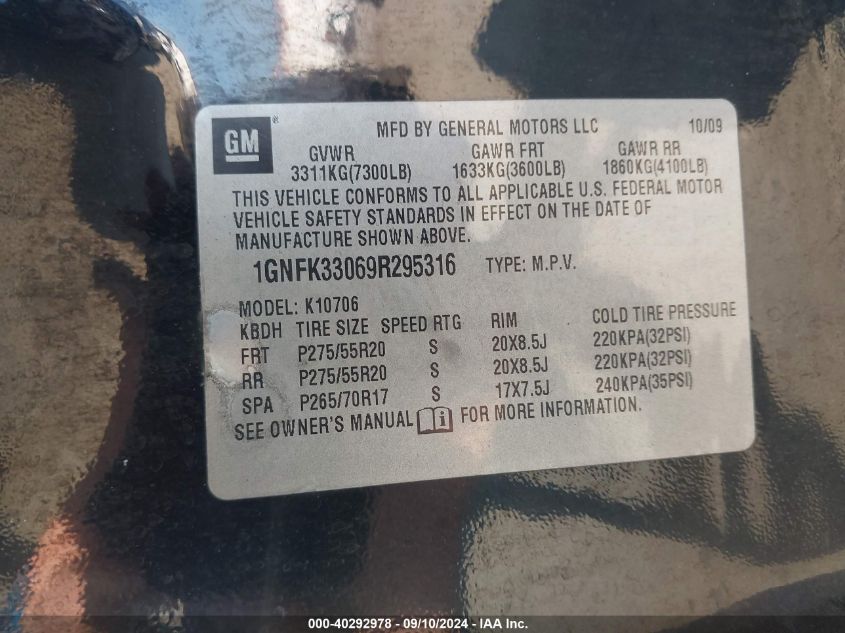 GM ®
MFD BY GENERAL MOTORS LLC 10/09
GVWR GAWR FRT GAWR RR
3311KG(7300LB) 1633KG(3600LB) 1860KG(4100LB)
THIS VEHICLE CONFORMS TO ALL APPLICABLE U.S. FEDERAL MOTOR
VEHICLE SAFETY STANDARDS IN EFFECT ON THE DATE OF
MANUFACTURE SHOWN ABOVE.
1GNFK33069R295316 TYPE: M.P.V.
MODEL: K10706
KBDH TIRE SIZE SPEED RTG RIM COLD TIRE PRESSURE
FRT P275/55R20 S 20X8.5J 220KPA(32PSI)
RR P275/55R20 S 20X8.5J 220KPA(32PSI)
SPA P265/70R17 S 17X7.5J 240KPA(35PSI)
SEE OWNER'S MANUAL i FOR MORE INFORMATION.
000-40292978 - 09/10/2024 - IAA Inc.